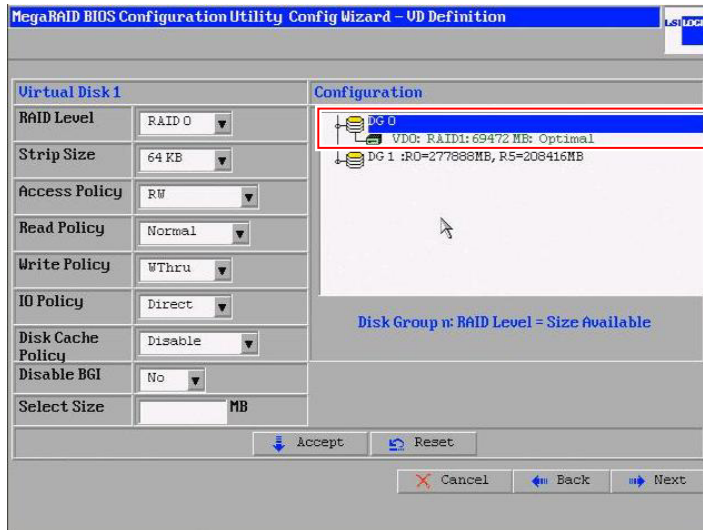 MegaRAID BIOS Configuration Utility Config Wizard - VD Definition
LSI LOGIC
Virtual Disk 1
RAID Level RAID 0
Strip Size 64 KB
Access Policy RW
Read Policy Normal
Write Policy WThru
IO Policy Direct
Disk Cache Policy Disable
Disable BGI No
Select Size MB
Configuration
DG 0
VD0: RAID1: 69472 MB: Optimal
DG 1 :R0=277888MB, R5=208416MB
Disk Group n: RAID Level = Size Available
Accept Reset
Cancel Back Next